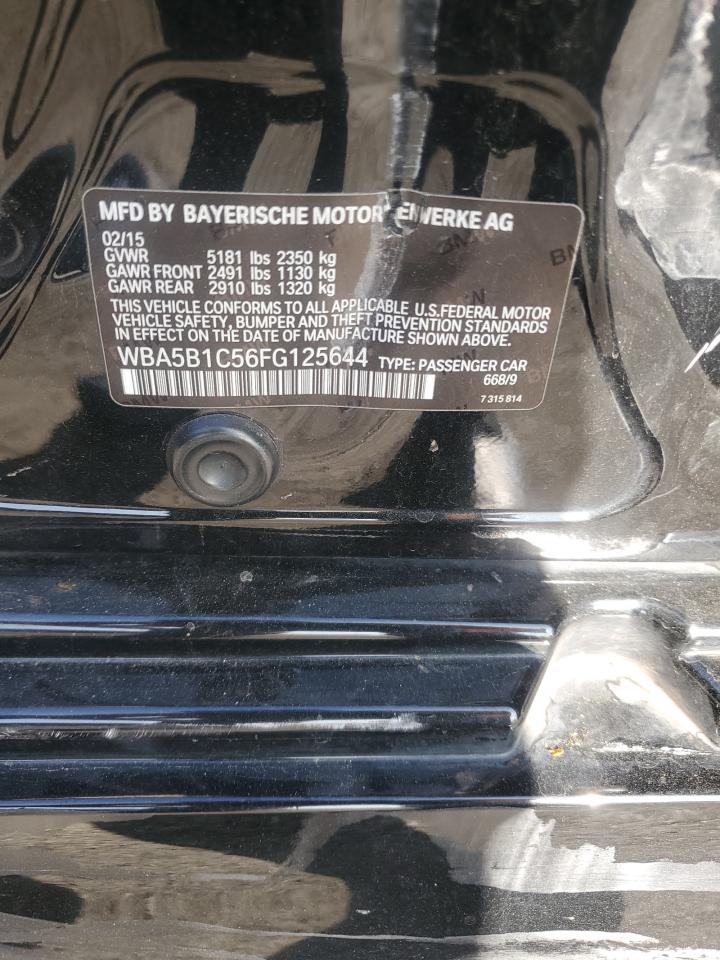 MFD BY BAYERISCHE MOTORENWERKE AG
02/15
GVWR 5181 lbs 2350 kg
GAWR FRONT 2491 lbs 1130 kg
GAWR REAR 2910 lbs 1320 kg
THIS VEHICLE CONFORMS TO ALL APPLICABLE U.S.FEDERAL MOTOR
VEHICLE SAFETY, BUMPER AND THEFT PREVENTION STANDARDS
IN EFFECT ON THE DATE OF MANUFACTURE SHOWN ABOVE.
WBA5B1C56FG125644 TYPE: PASSENGER CAR
668/9
7 315 814